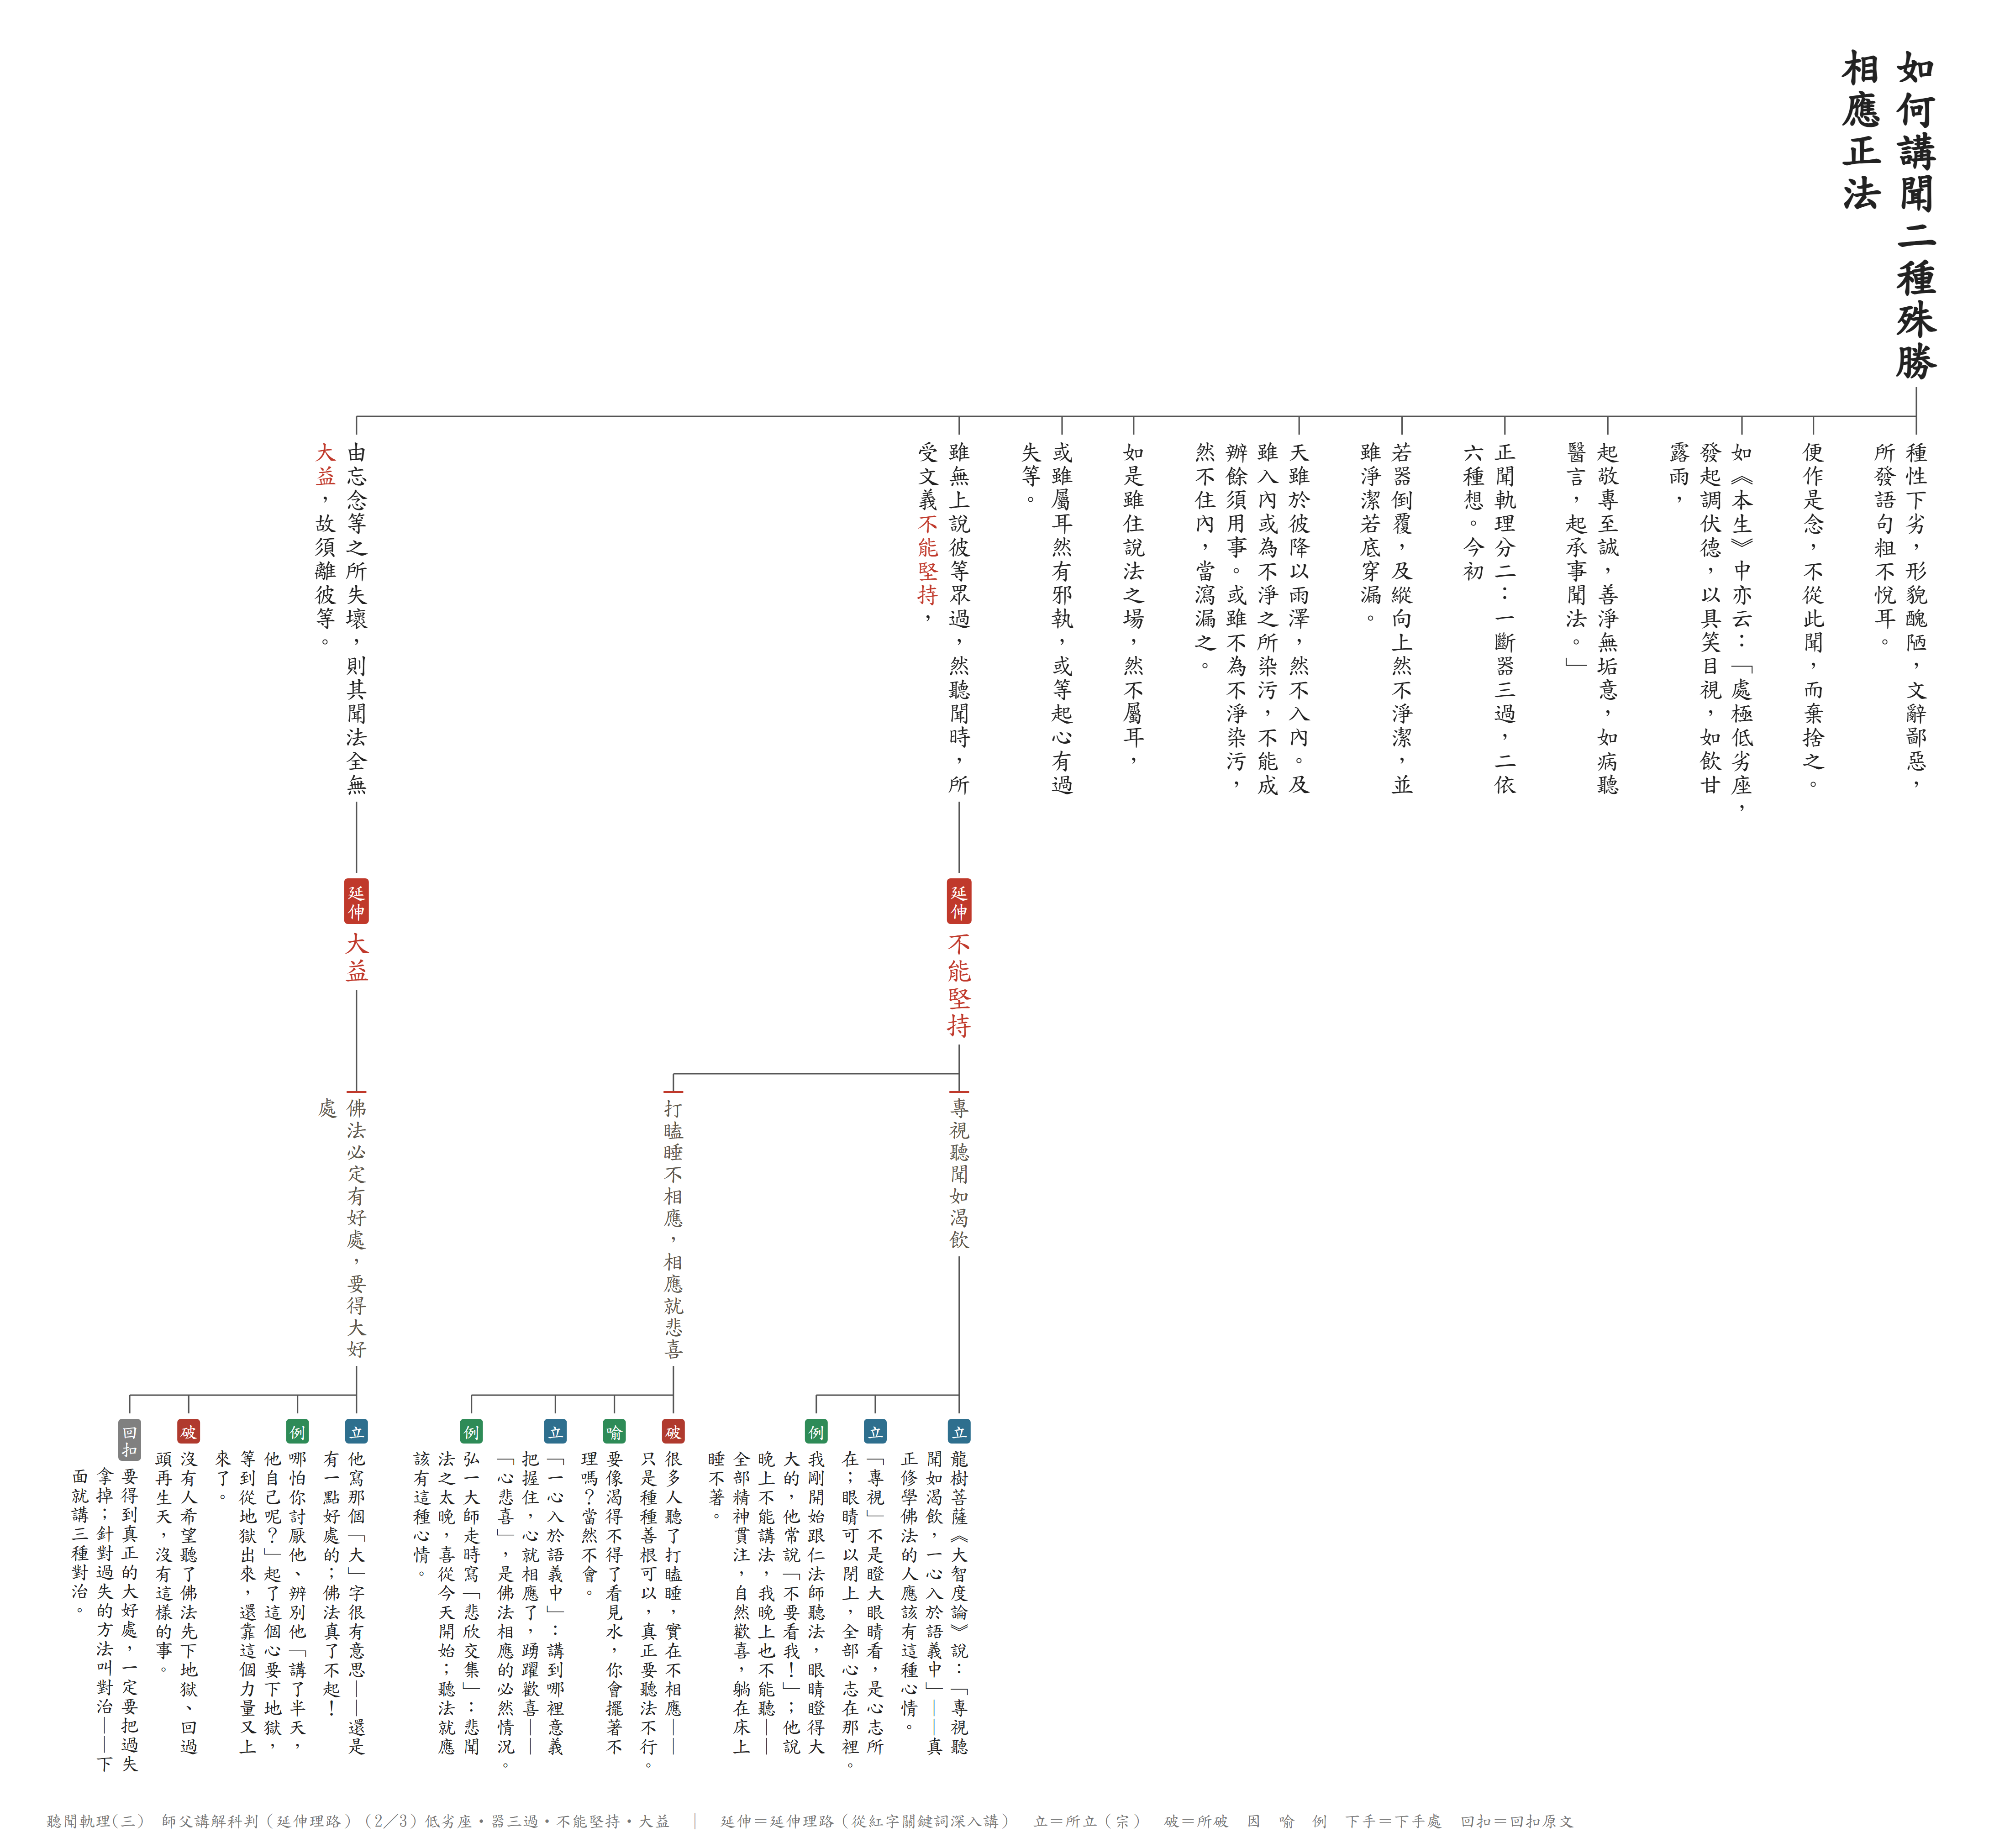 如何講聞二種殊勝
相應正法
種性下劣，形貌醜陋，文辭鄙惡，
所發語句粗不悅耳。
便作是念，不從此聞，而棄捨之。
如《本生》中亦云：「處極低劣座，
發起調伏德，以具笑目視，如飲甘
露雨，
起敬專至誠，善淨無垢意，如病聽
醫言，起承事聞法。」
正聞軌理分二：一斷器三過，二依
六種想。今初
若器倒覆，及縱向上然不淨潔，並
雖淨潔若底穿漏。
天雖於彼降以雨澤，然不入內。及
雖入內或為不淨之所染污，不能成
辦餘須用事。或雖不為不淨染污，
然不住內，當瀉漏之。
如是雖住說法之場，然不屬耳，
或雖屬耳然有邪執，或等起心有過
失等。
雖無上說彼等眾過，然聽聞時，所
受文義不能堅持，
由忘念等之所失壞，則其聞法全無
大益，故須離彼等。
延伸
不能堅持
延伸
大益
專視聽聞如渴飲
打瞌睡不相應，相應就悲喜
佛法必定有好處，要得大好
處
立
龍樹菩薩《大智度論》說：「專視聽
聞如渴飲，一心入於語義中」——真
正修學佛法的人應該有這種心情。
立
「專視」不是瞪大眼睛看，是心志所
在；眼睛可以閉上，全部心志在那裡。
例
我剛開始跟仁法師聽法，眼睛瞪得大
大的，他常說「不要看我！」；他說
晚上不能講法，我晚上也不能聽——
全部精神貫注，自然歡喜，躺在床上
睡不著。
破
很多人聽了打瞌睡，實在不相應——
只是種種善根可以，真正要聽法不行。
喻
要像渴得不得了看見水，你會擺著不
理嗎？當然不會。
立
「一心入於語義中」：講到哪裡意義
把握住，心就相應了，踴躍歡喜——
「心悲喜」，是佛法相應的必然情況。
例
弘一大師走時寫「悲欣交集」：悲聞
法之太晚，喜從今天開始；聽法就應
該有這種心情。
立
他寫那個「大」字很有意思——還是
有一點好處的；佛法真了不起！
例
哪怕你討厭他、辨別他「講了半天，
他自己呢？」起了這個心要下地獄，
等到從地獄出來，還靠這個力量又上
來了。
破
沒有人希望聽了佛法先下地獄、回過
頭再生天，沒有這樣的事。
回扣
要得到真正的大好處，一定要把過失
拿掉；針對過失的方法叫對治——下
面就講三種對治。
聽聞軌理(三)　師父講解科判（延伸理路）（2／3）低劣座・器三過・不能堅持・大益　｜　延伸＝延伸理路（從紅字關鍵詞深入講）　立＝所立（宗）　破＝所破　因　喻　例　下手＝下手處　回扣＝回扣原文